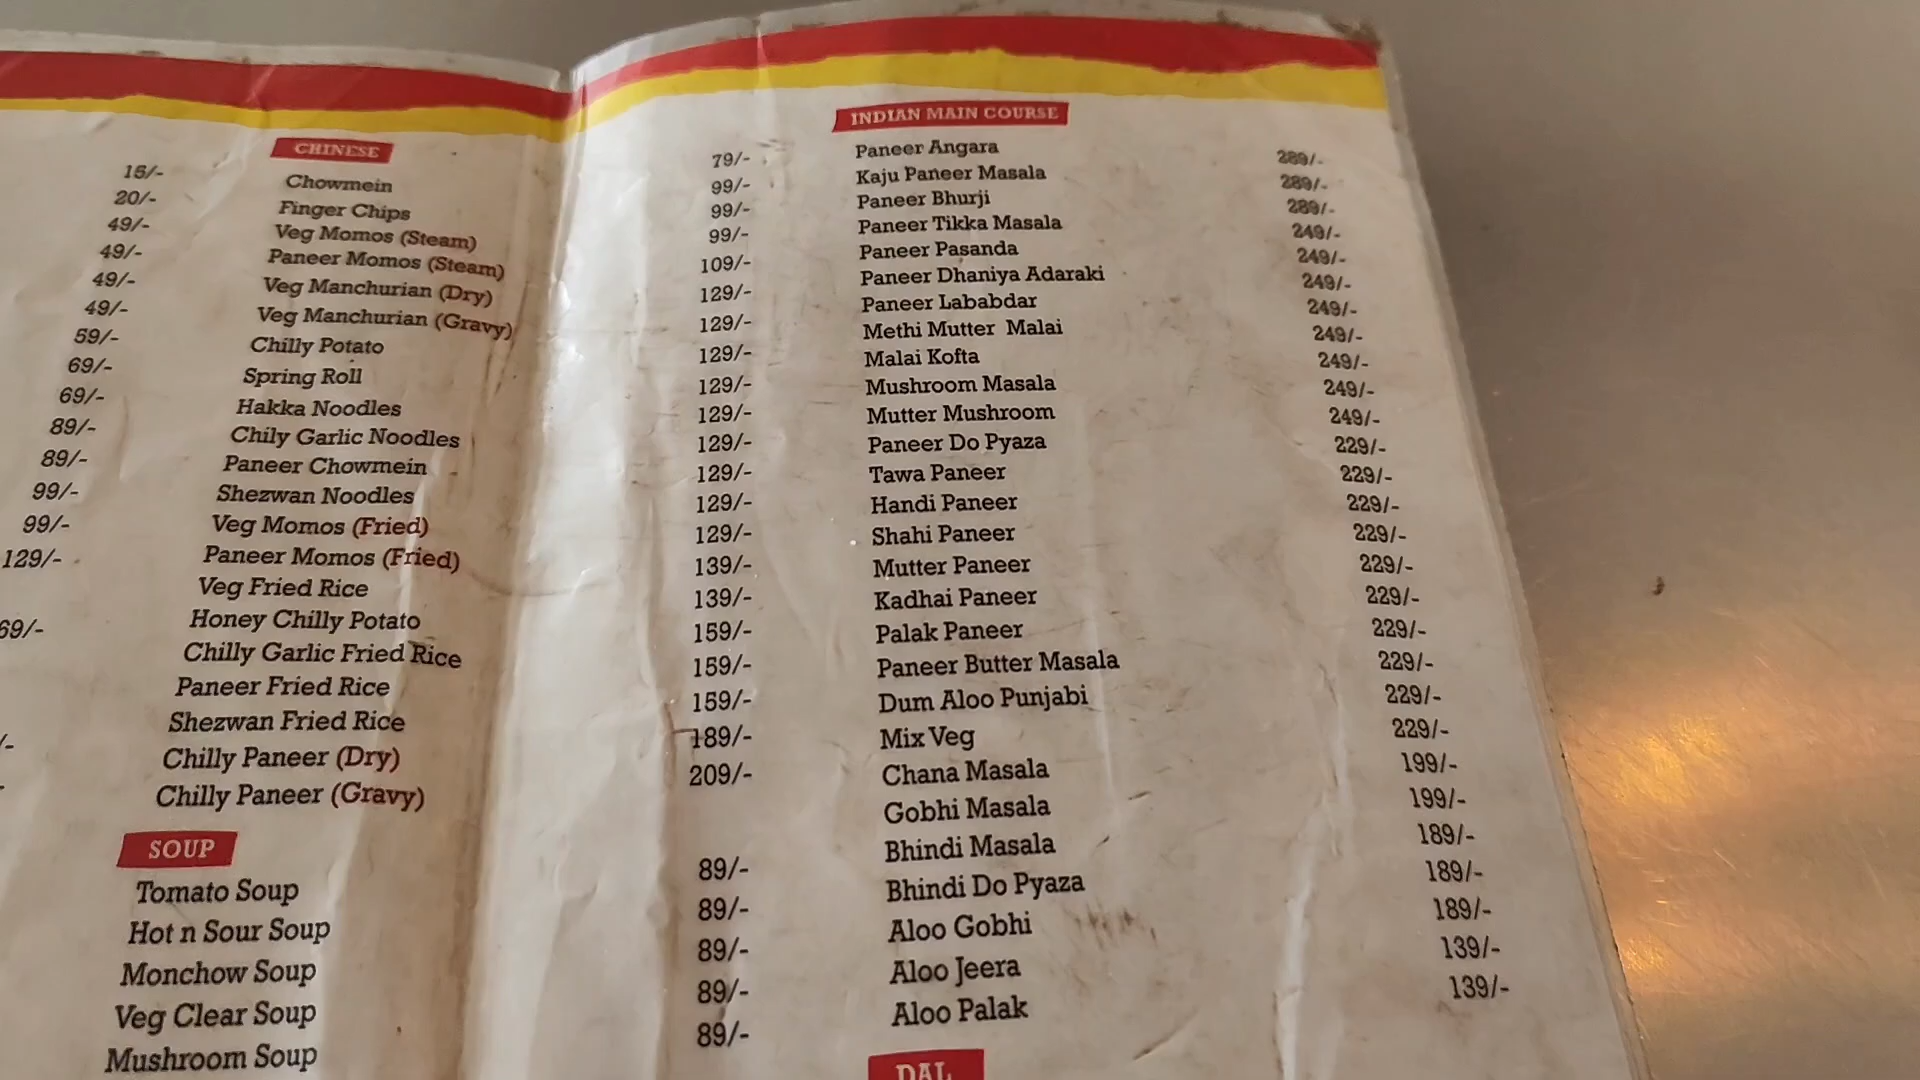 15/-
20/-
49/-
49/-
49/-
49/-
59/-
69/-
69/-
89/-
89/-
99/-
99/-
129/-
CHINESE
Chowmein 79/-
Finger Chips 99/-
Veg Momos (Steam) 99/-
Paneer Momos (Steam) 99/-
Veg Manchurian (Dry) 109/-
Veg Manchurian (Gravy) 129/-
Chilly Potato 129/-
Spring Roll 129/-
Hakka Noodles 129/-
Chily Garlic Noodles 129/-
Paneer Chowmein 129/-
Shezwan Noodles 129/-
Veg Momos (Fried) 129/-
Paneer Momos (Fried) 129/-
Veg Fried Rice 139/-
Honey Chilly Potato 139/-
Chilly Garlic Fried Rice 159/-
Paneer Fried Rice 159/-
Shezwan Fried Rice 159/-
Chilly Paneer (Dry) 189/-
Chilly Paneer (Gravy) 209/-
SOUP
Tomato Soup 89/-
Hot n Sour Soup 89/-
Monchow Soup 89/-
Veg Clear Soup 89/-
Mushroom Soup 89/-
INDIAN MAIN COURSE
Paneer Angara 289/-
Kaju Paneer Masala 289/-
Paneer Bhurji 289/-
Paneer Tikka Masala 249/-
Paneer Pasanda 249/-
Paneer Dhaniya Adaraki 249/-
Paneer Lababdar 249/-
Methi Mutter Malai 249/-
Malai Kofta 249/-
Mushroom Masala 249/-
Mutter Mushroom 249/-
Paneer Do Pyaza 229/-
Tawa Paneer 229/-
Handi Paneer 229/-
Shahi Paneer 229/-
Mutter Paneer 229/-
Kadhai Paneer 229/-
Palak Paneer 229/-
Paneer Butter Masala 229/-
Dum Aloo Punjabi 229/-
Mix Veg 229/-
Chana Masala 199/-
Gobhi Masala 199/-
Bhindi Masala 189/-
Bhindi Do Pyaza 189/-
Aloo Gobhi 189/-
Aloo Jeera 139/-
Aloo Palak 139/-
DAL